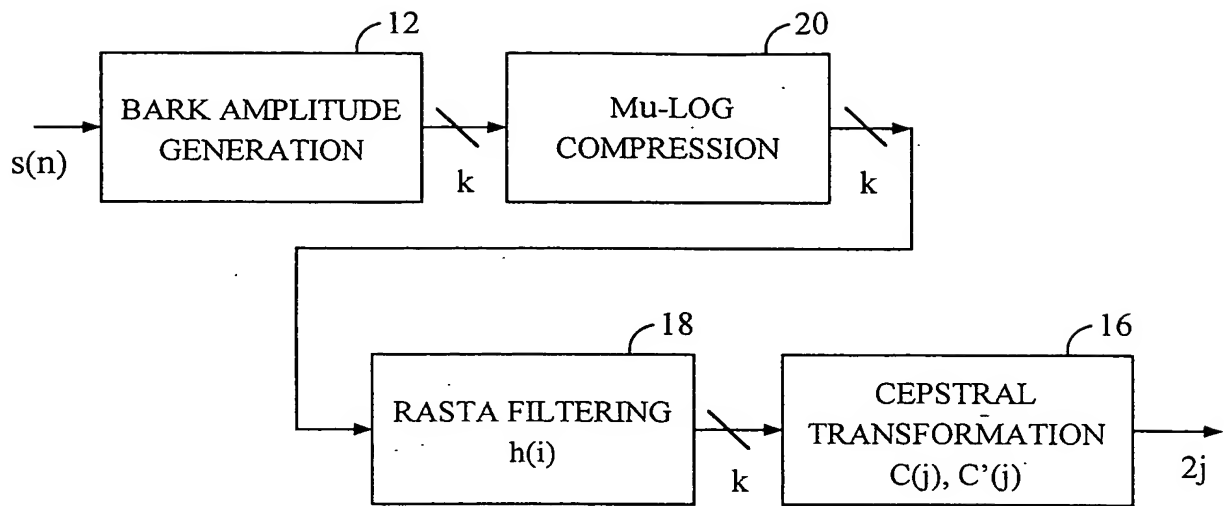 12
BARK AMPLITUDE
GENERATION
s(n)
k
20
Mu-LOG
COMPRESSION
k
18
RASTA FILTERING
h(i)
k
16
CEPSTRAL
TRANSFORMATION
C(j), C'(j)
2j